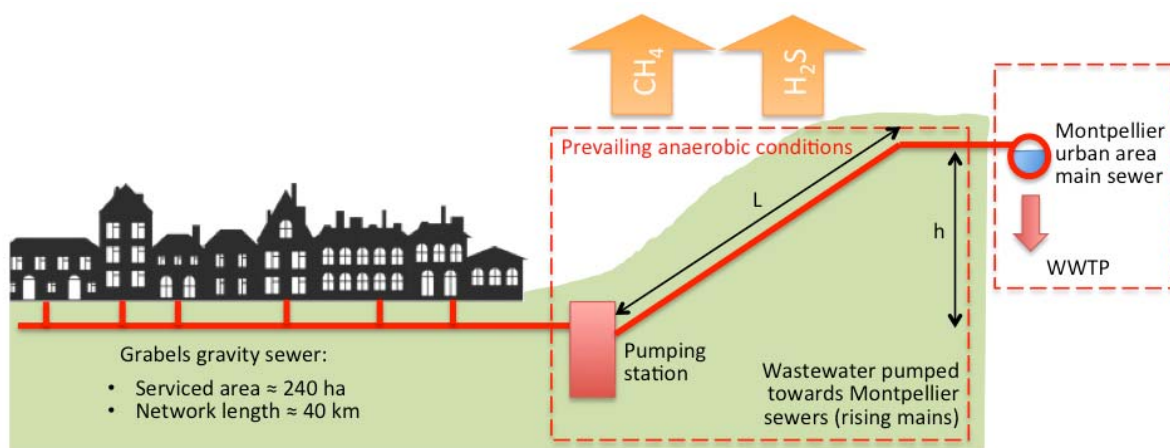 CH₄
H₂S
Prevailing anaerobic conditions
L
h
Montpellier
urban area
main sewer
WWTP
Grabels gravity sewer:
• Serviced area ≈ 240 ha
• Network length ≈ 40 km
Pumping
station
Wastewater pumped
towards Montpellier
sewers (rising mains)